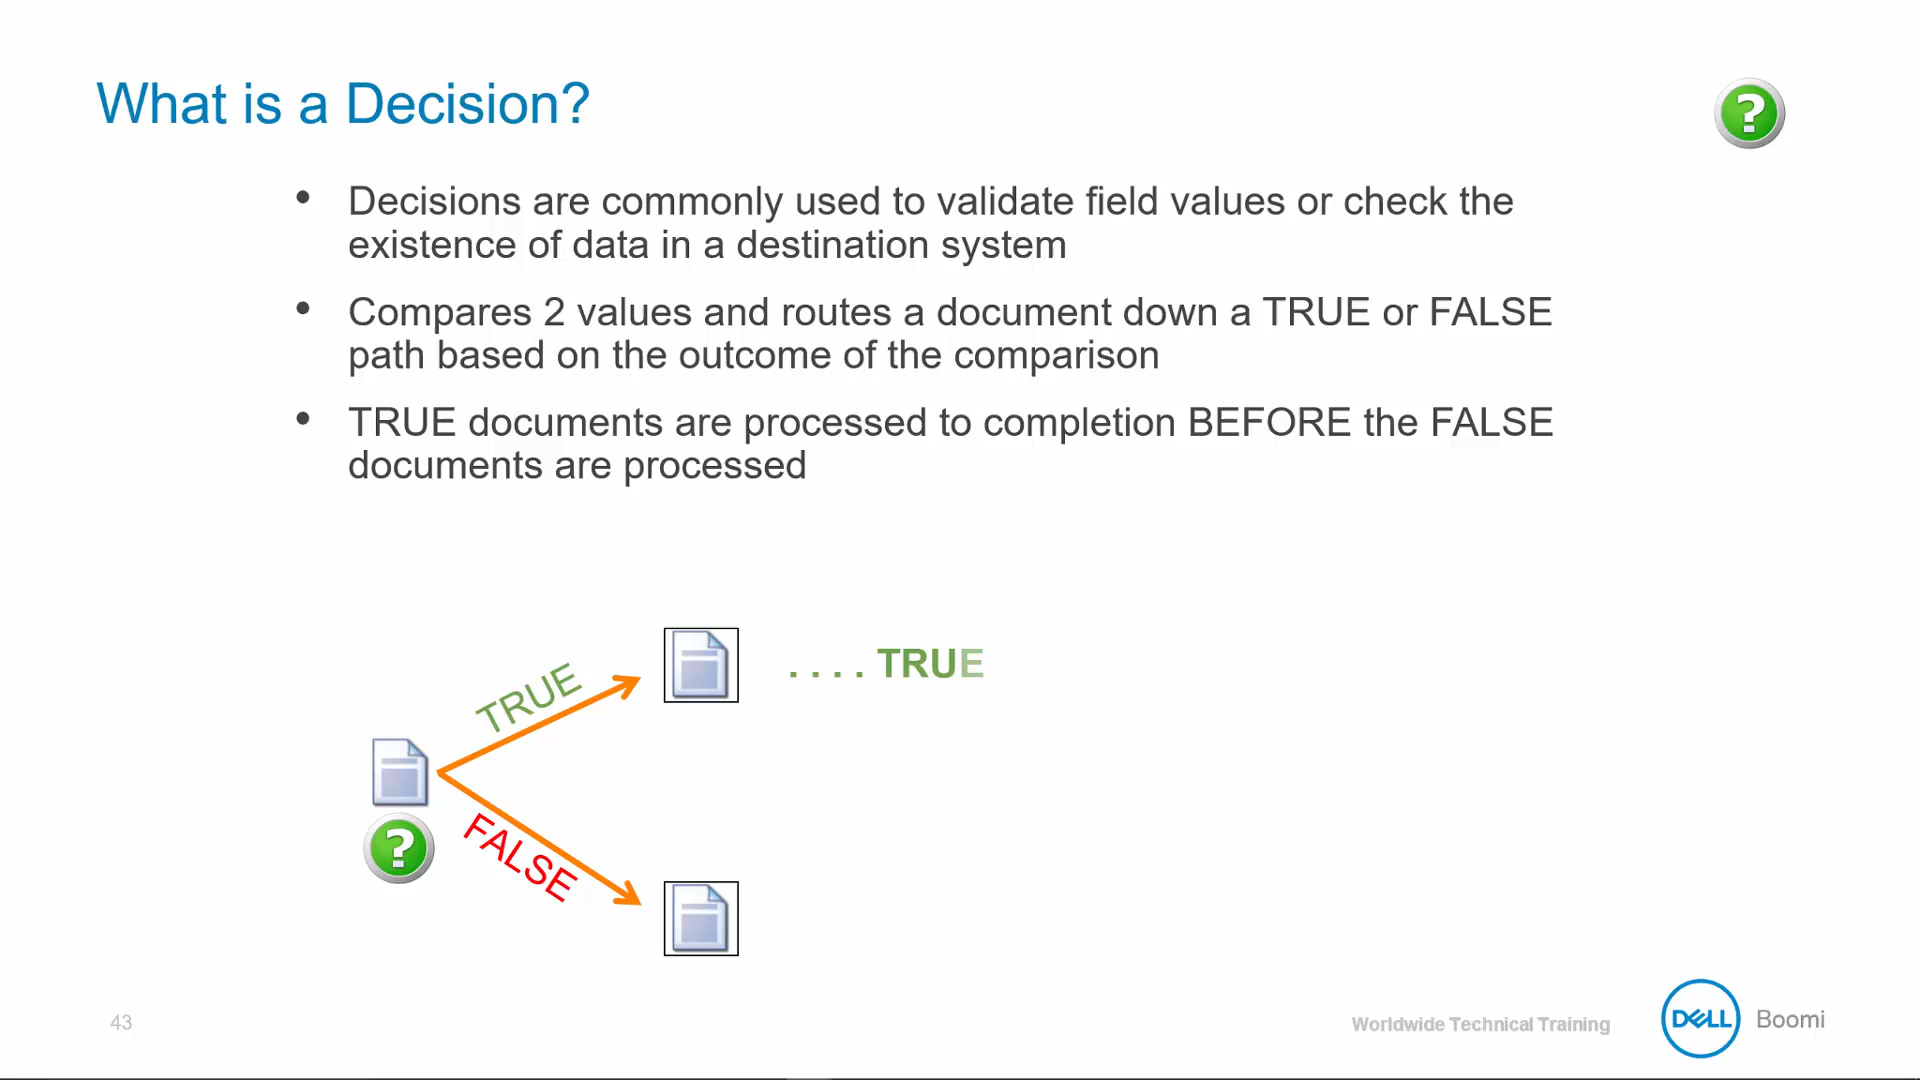 What is a Decision?
• Decisions are commonly used to validate field values or check the
existence of data in a destination system
• Compares 2 values and routes a document down a TRUE or FALSE
path based on the outcome of the comparison
• TRUE documents are processed to completion BEFORE the FALSE
documents are processed
TRUE
. . . . TRUE
FALSE
43
Worldwide Technical Training
DELL
Boomi